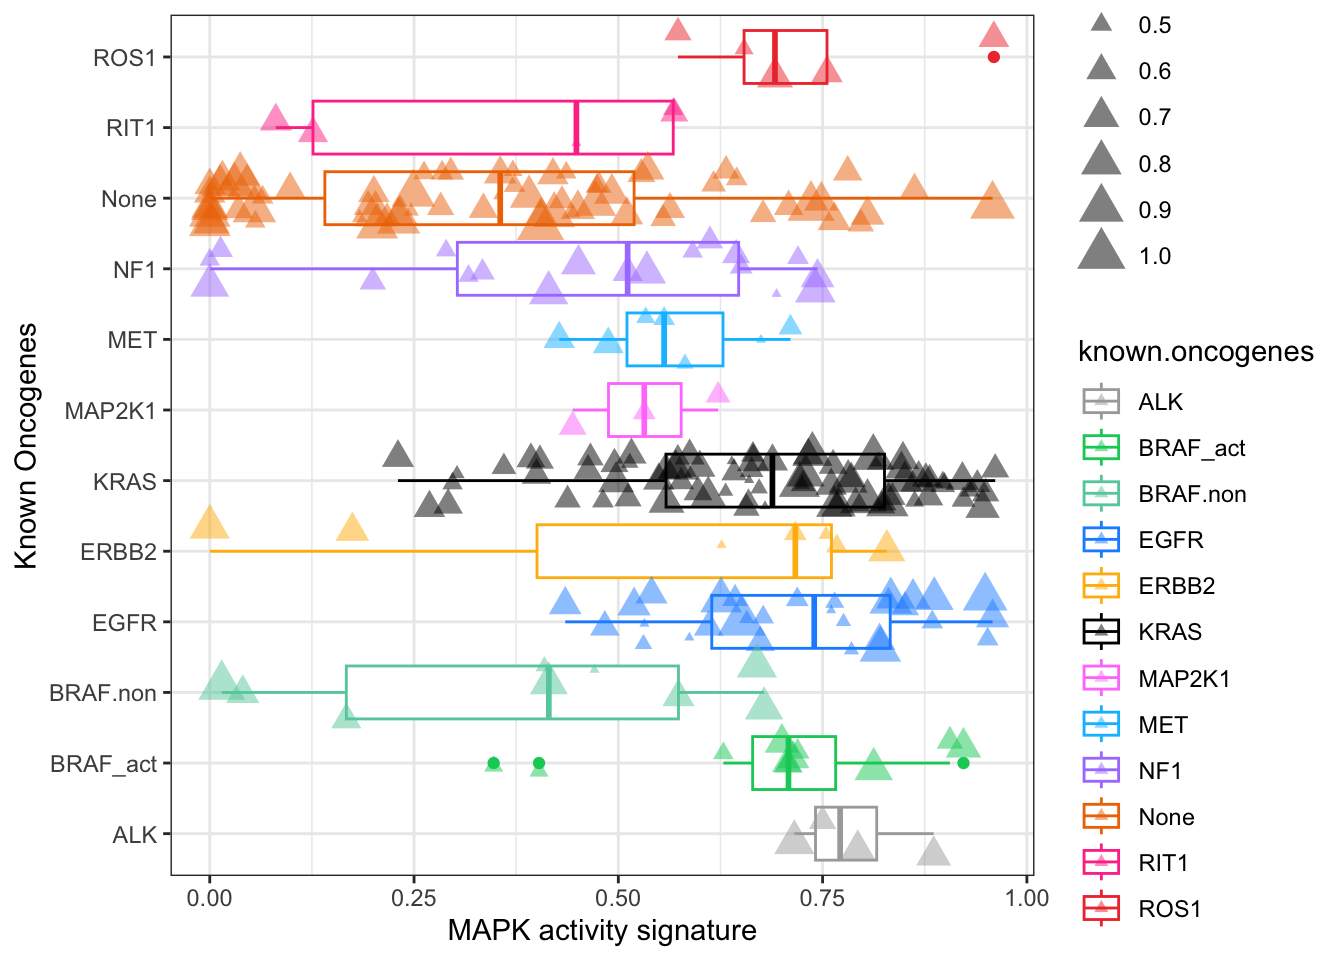 ROS1
RIT1
None
NF1
MET
MAP2K1
KRAS
ERBB2
EGFR
BRAF.non
BRAF_act
ALK
Known Oncogenes
0.00
0.25
0.50
0.75
1.00
MAPK activity signature
0.5
0.6
0.7
0.8
0.9
1.0
known.oncogenes
ALK
BRAF_act
BRAF.non
EGFR
ERBB2
KRAS
MAP2K1
MET
NF1
None
RIT1
ROS1